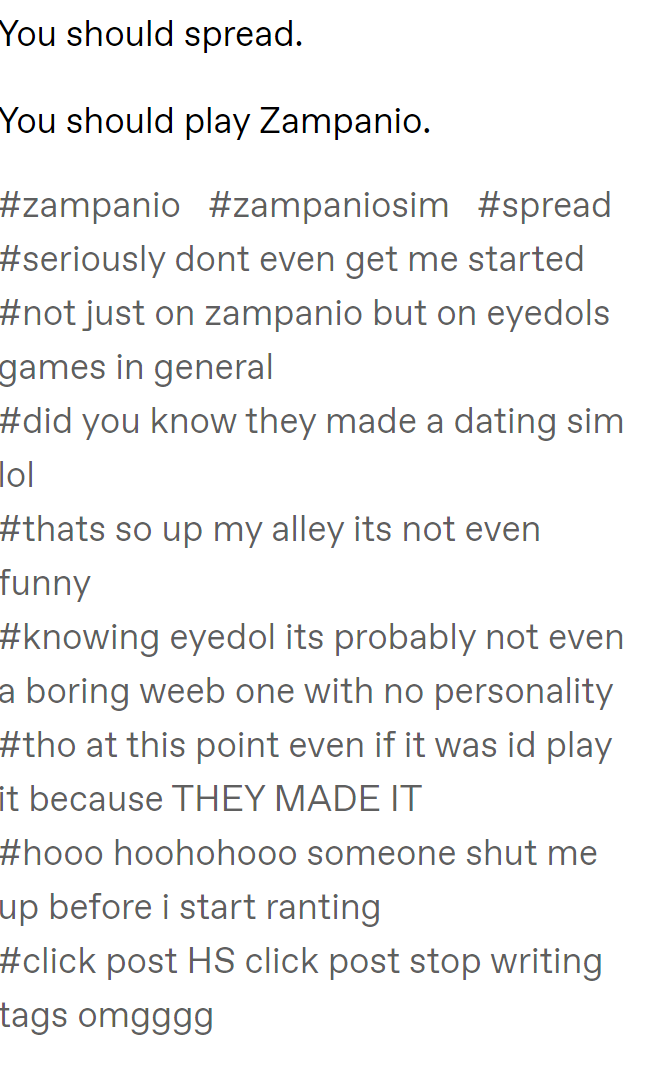 You should spread.
You should play Zampanio.
#zampanio #zampaniosim #spread
#seriously dont even get me started
#not just on zampanio but on eyedols
games in general
#did you know they made a dating sim
lol
#thats so up my alley its not even
funny
#knowing eyedol its probably not even
a boring weeb one with no personality
#tho at this point even if it was id play
it because THEY MADE IT
#hooo hoohohooo someone shut me
up before i start ranting
#click post HS click post stop writing
tags omgggg